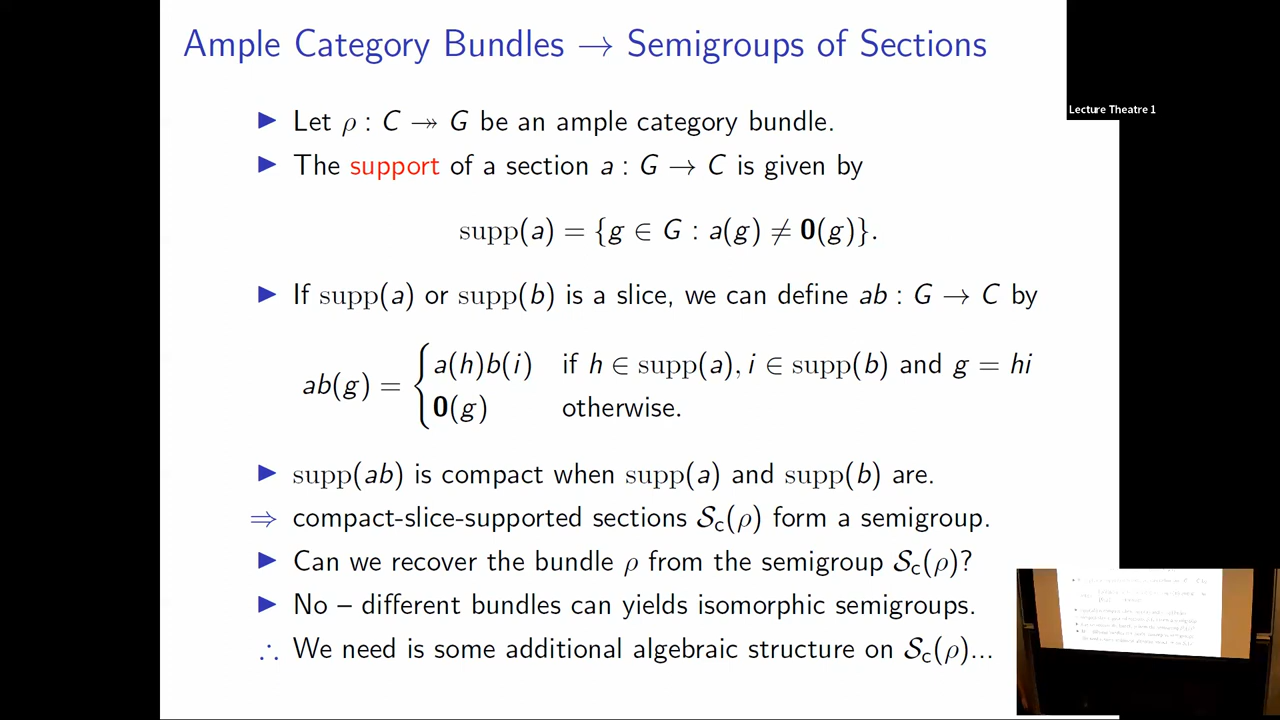 Ample Category Bundles → Semigroups of Sections
▶ Let ρ : C ↠ G be an ample category bundle.
▶ The support of a section a : G → C is given by
supp(a) = {g ∈ G : a(g) ≠ 0(g)}.
▶ If supp(a) or supp(b) is a slice, we can define ab : G → C by
ab(g) = { a(h)b(i) if h ∈ supp(a), i ∈ supp(b) and g = hi
0(g) otherwise.
▶ supp(ab) is compact when supp(a) and supp(b) are.
⇒ compact-slice-supported sections 𝒮c(ρ) form a semigroup.
▶ Can we recover the bundle ρ from the semigroup 𝒮c(ρ)?
▶ No – different bundles can yields isomorphic semigroups.
∴ We need is some additional algebraic structure on 𝒮c(ρ)...
Lecture Theatre 1